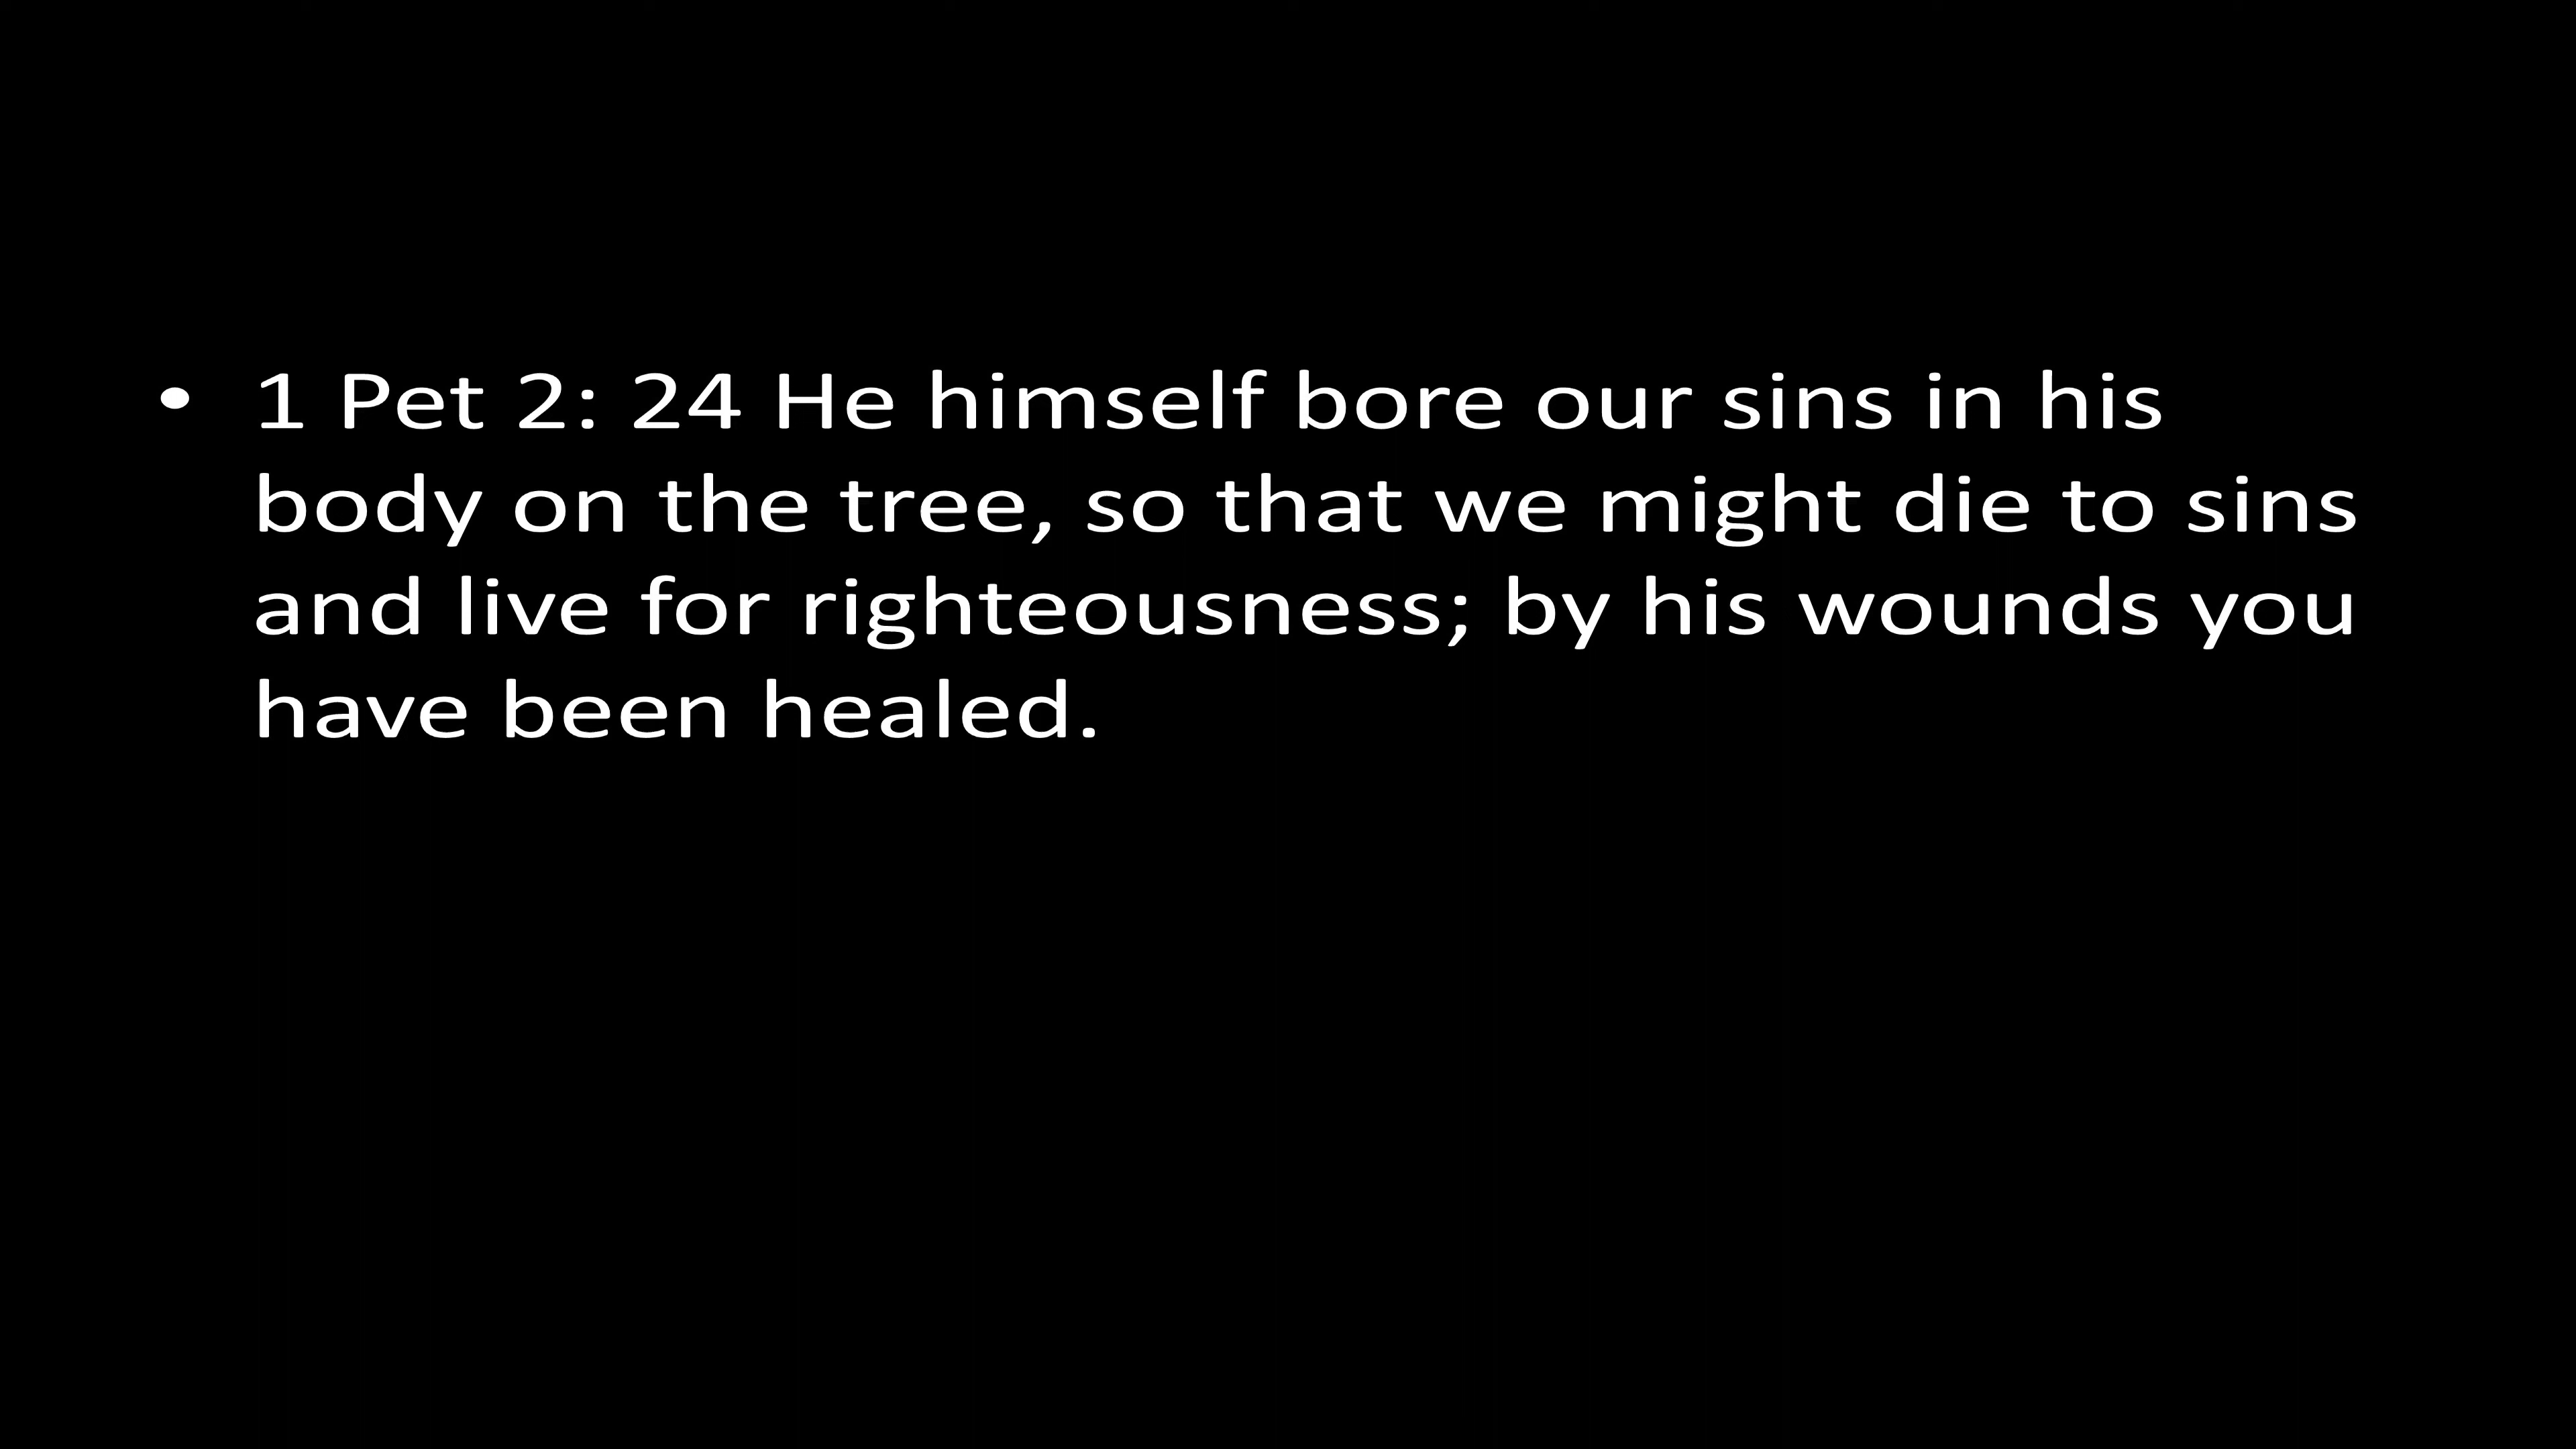 • 1 Pet 2: 24 He himself bore our sins in his
body on the tree, so that we might die to sins
and live for righteousness; by his wounds you
have been healed.